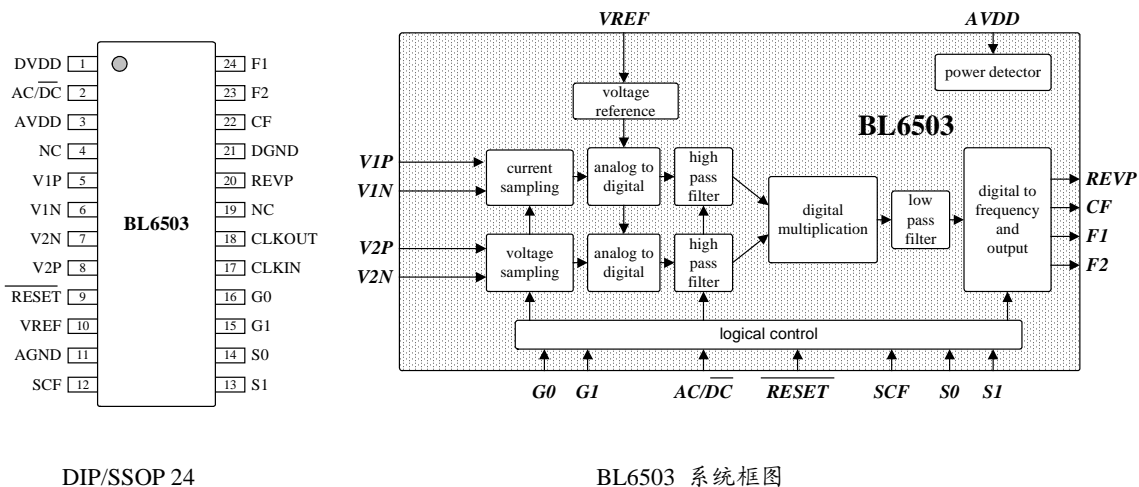 DVDD 1
AC/DC 2
AVDD 3
NC 4
V1P 5
V1N 6
V2N 7
V2P 8
RESET 9
VREF 10
AGND 11
SCF 12
BL6503
24 F1
23 F2
22 CF
21 DGND
20 REVP
19 NC
18 CLKOUT
17 CLKIN
16 G0
15 G1
14 S0
13 S1
DIP/SSOP 24
VREF
AVDD
power detector
voltage
reference
BL6503
V1P
V1N
V2P
V2N
current
sampling
analog to
digital
high
pass
filter
voltage
sampling
analog to
digital
high
pass
filter
digital
multiplication
low
pass
filter
digital to
frequency
and
output
REVP
CF
F1
F2
logical control
G0 G1 AC/DC RESET SCF S0 S1
BL6503 系统框图